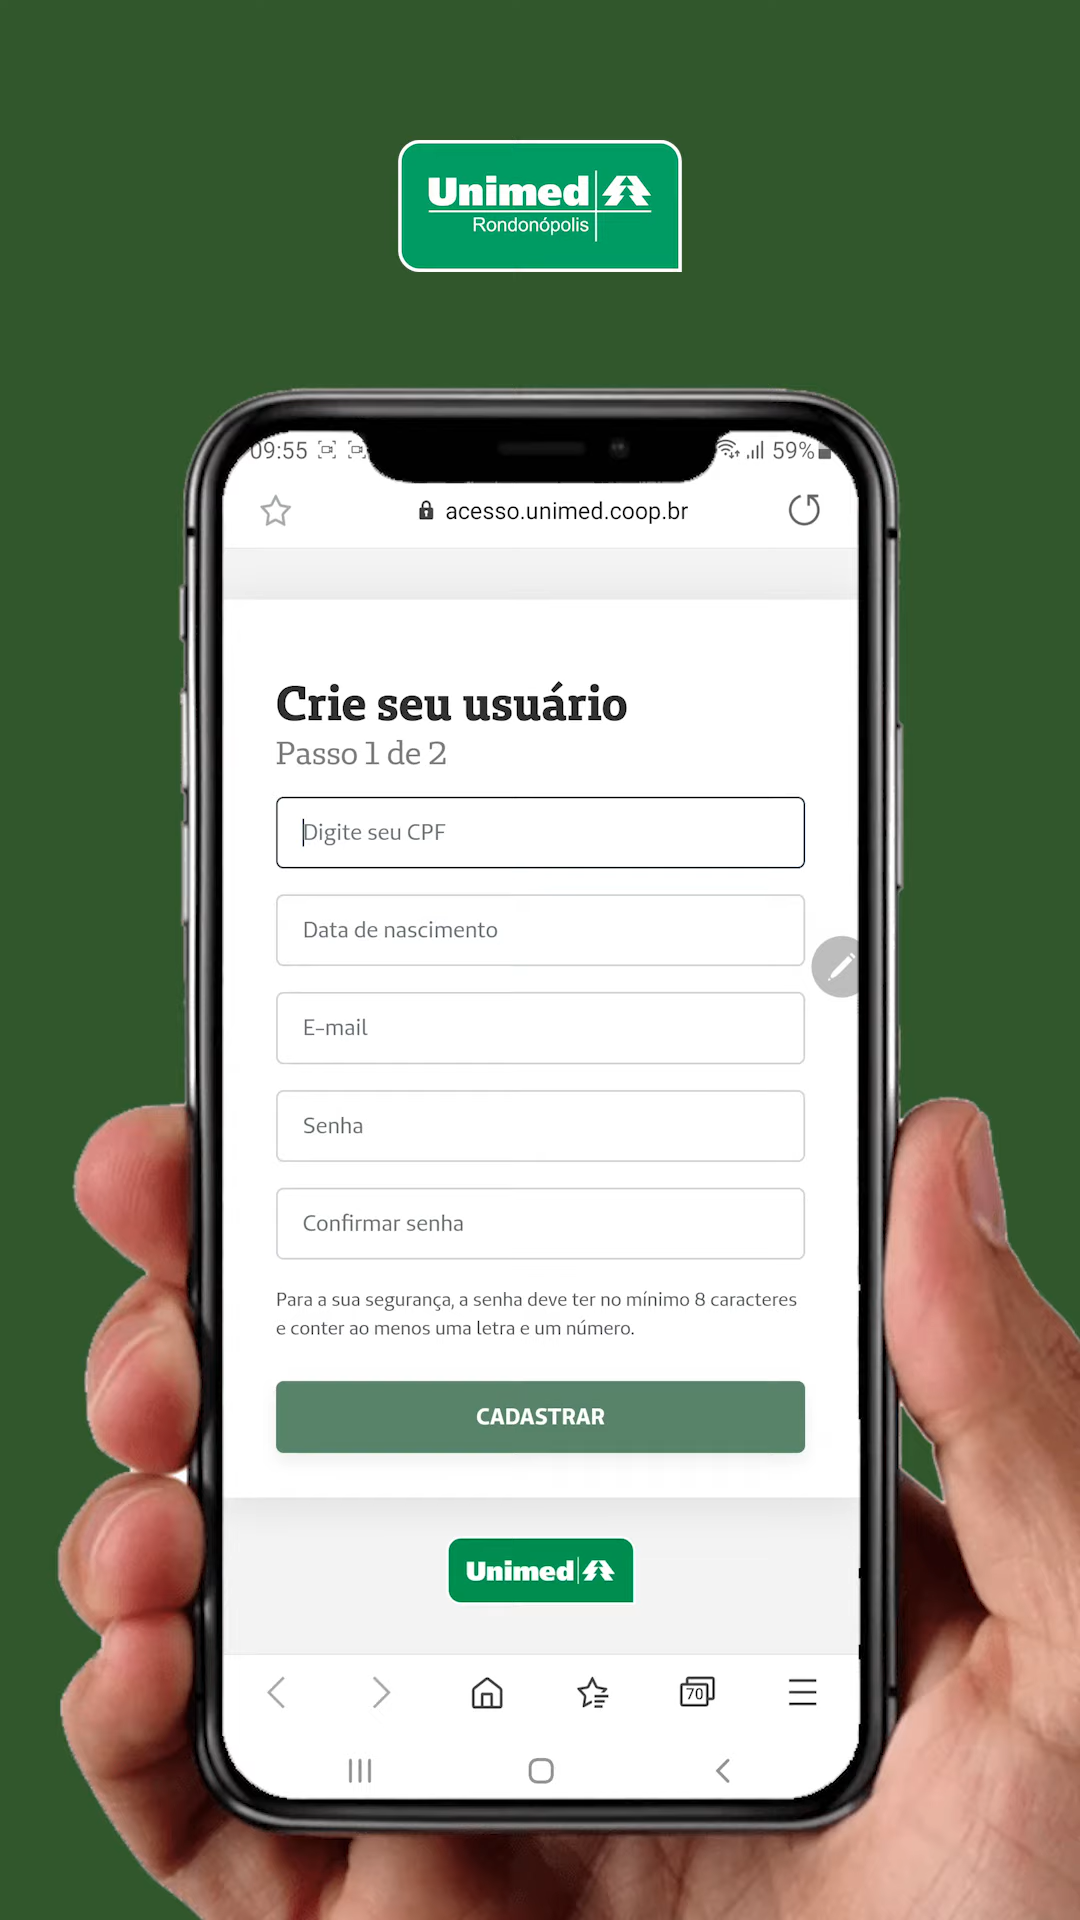 Unimed
Rondonópolis
09:55
59%
acesso.unimed.coop.br
Crie seu usuário
Passo 1 de 2
Digite seu CPF
Data de nascimento
E-mail
Senha
Confirmar senha
Para a sua segurança, a senha deve ter no mínimo 8 caracteres
e conter ao menos uma letra e um número.
CADASTRAR
Unimed
70